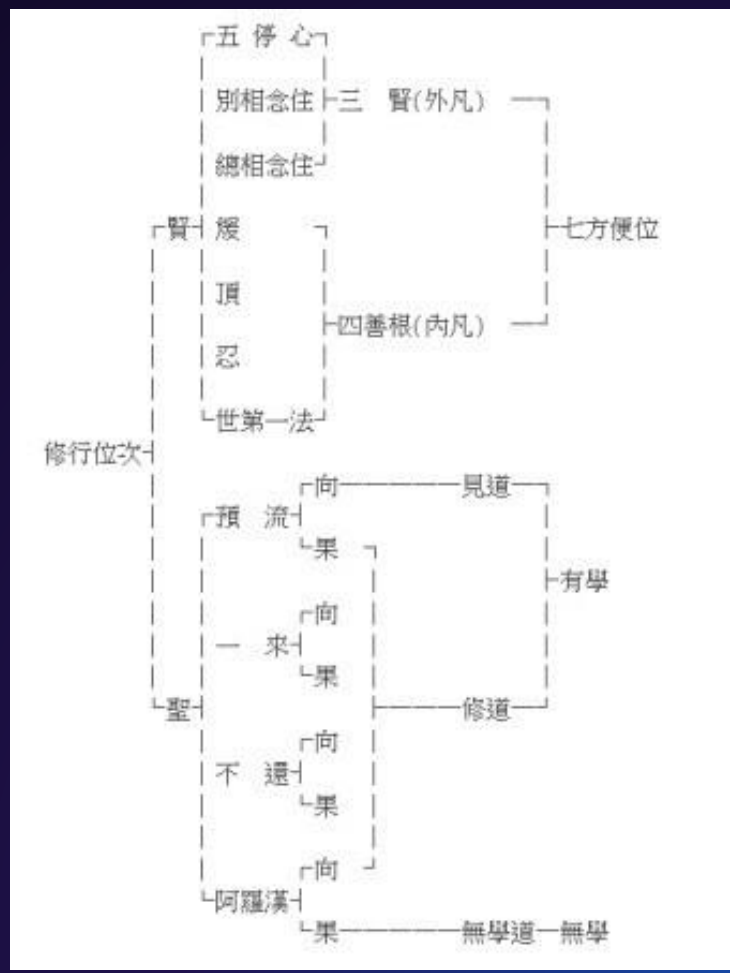 五 停 心
別相念住 三 賢(外凡)
總相念住
賢 煖 七方便位
頂
四善根(內凡)
忍
世第一法
修行位次
向 見道
預 流
果
有學
向
一 來
果
聖 修道
向
不 還
果
向
阿羅漢
果 無學道 無學